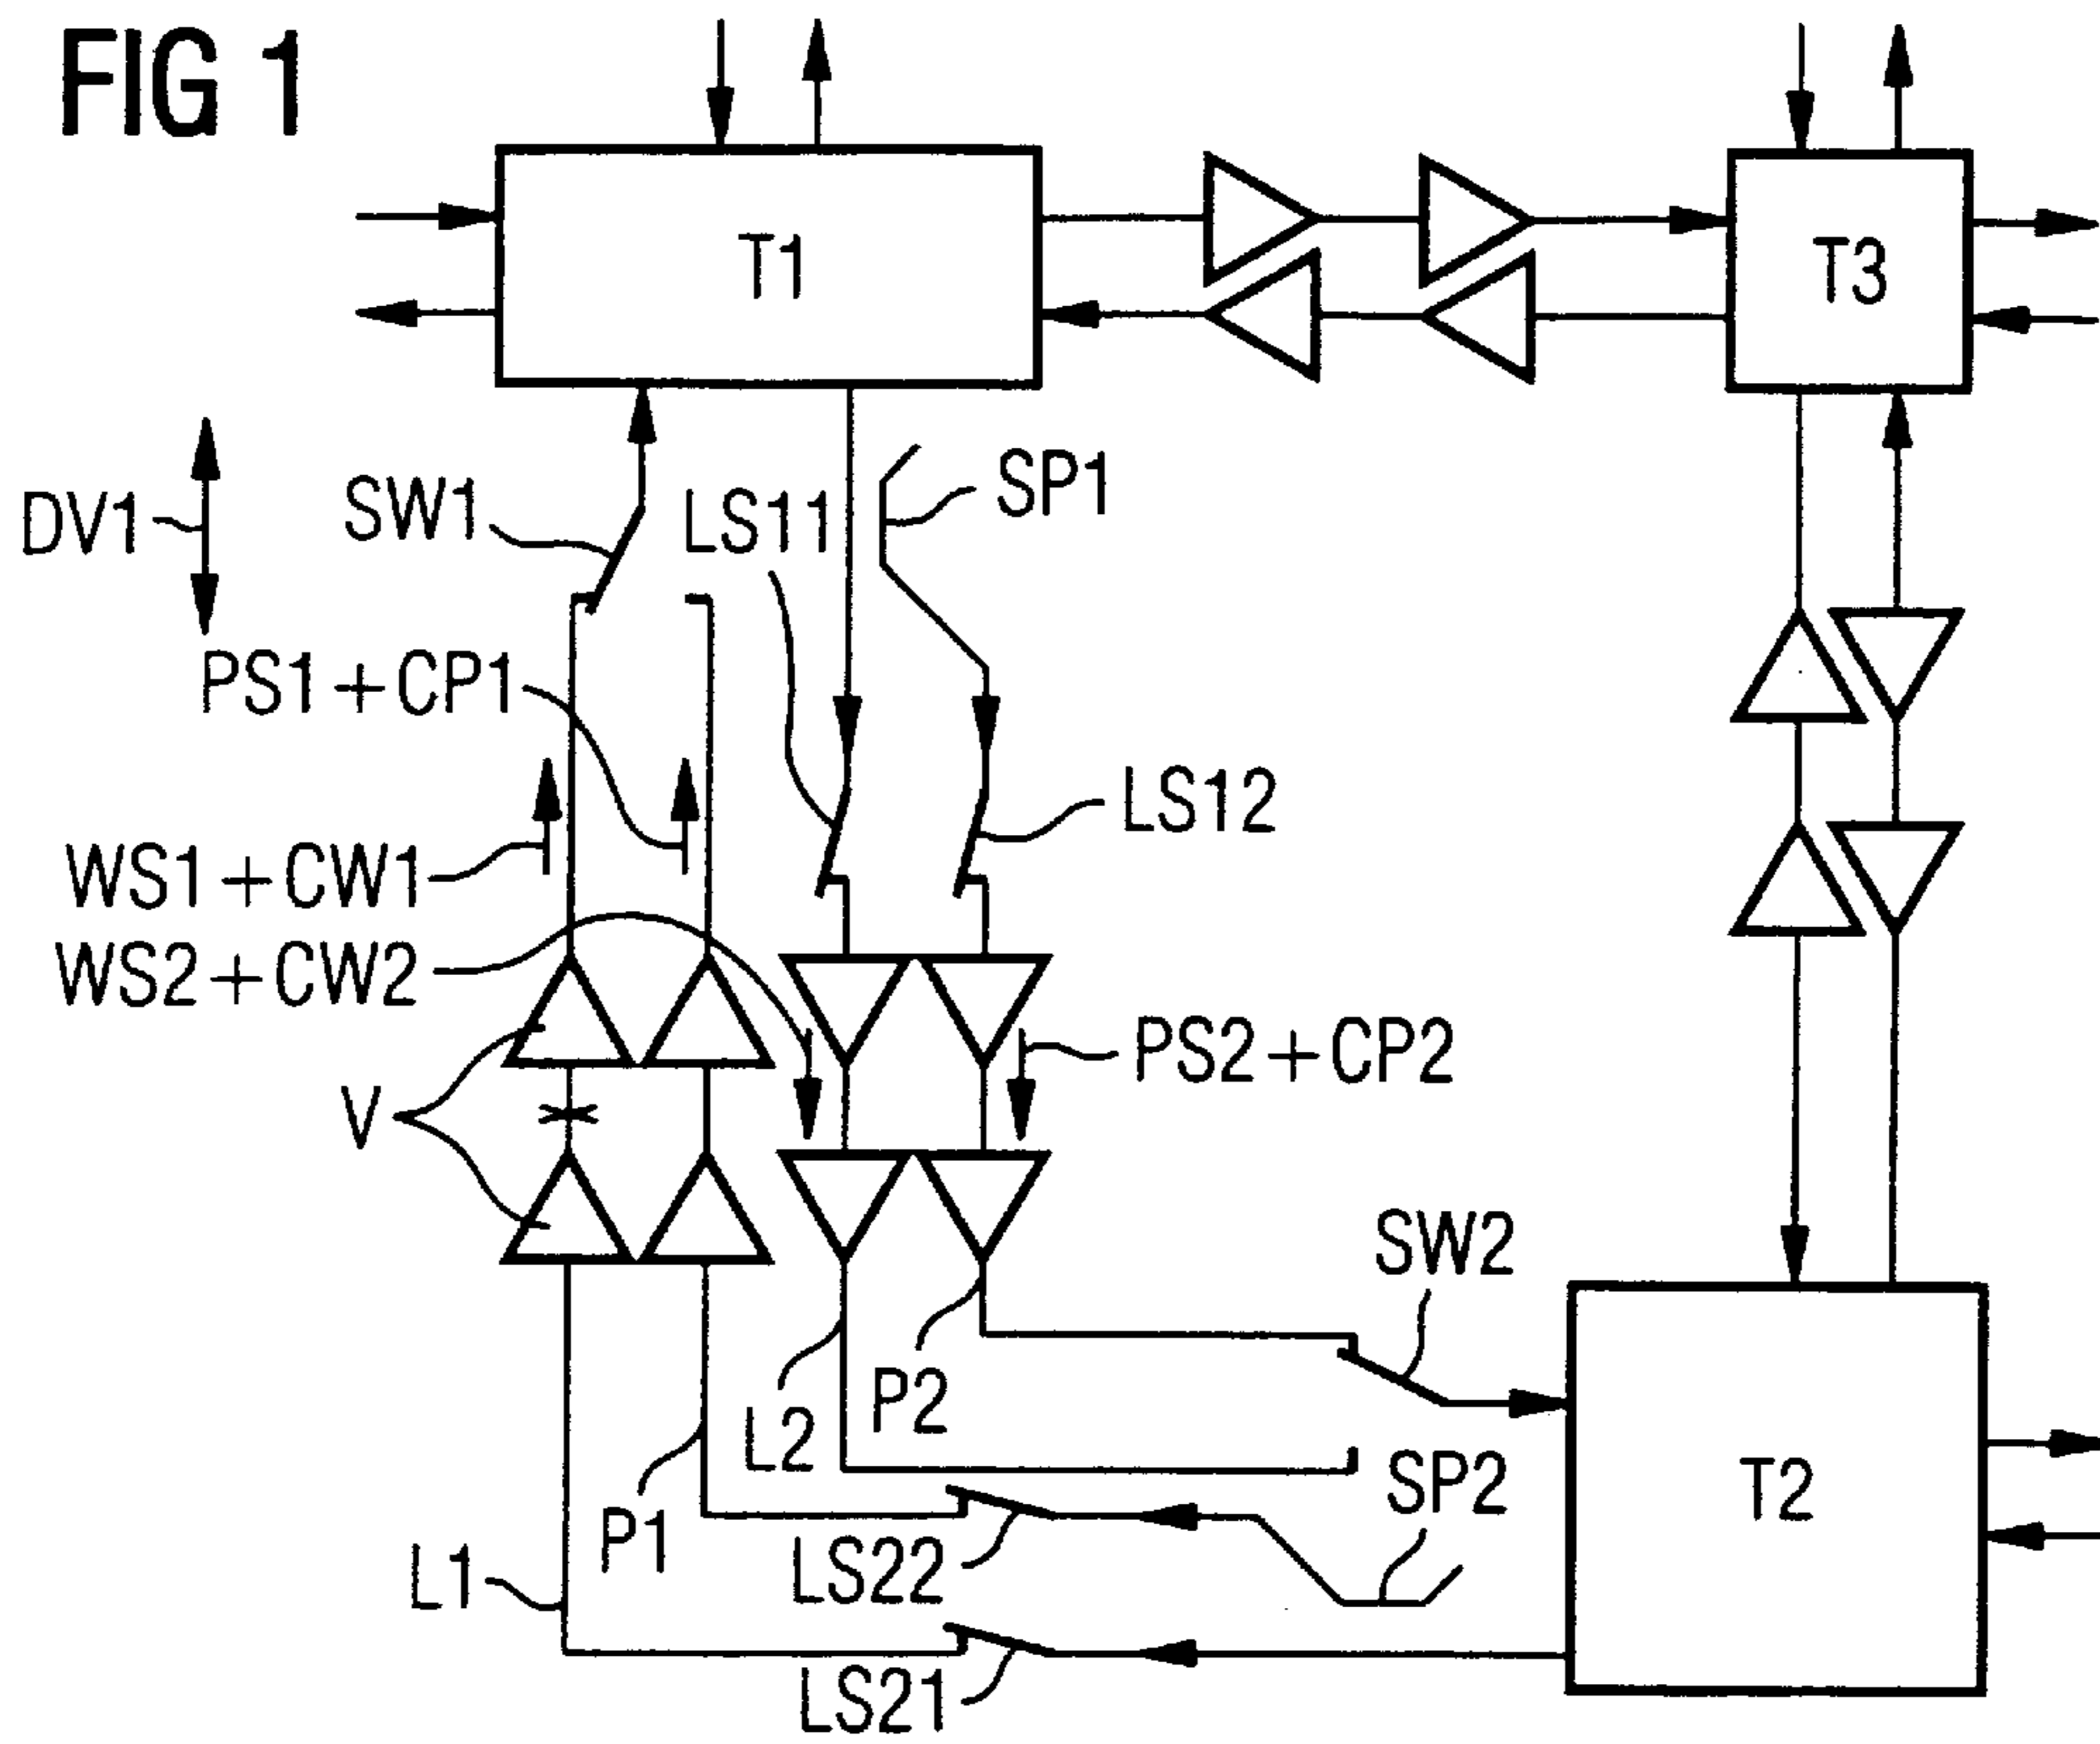 FIG 1
T1
T3
DV1
SW1
LS11
SP1
PS1+CP1
LS12
WS1+CW1
WS2+CW2
PS2+CP2
V
SW2
L2
P2
SP2
T2
P1
LS22
L1
LS21